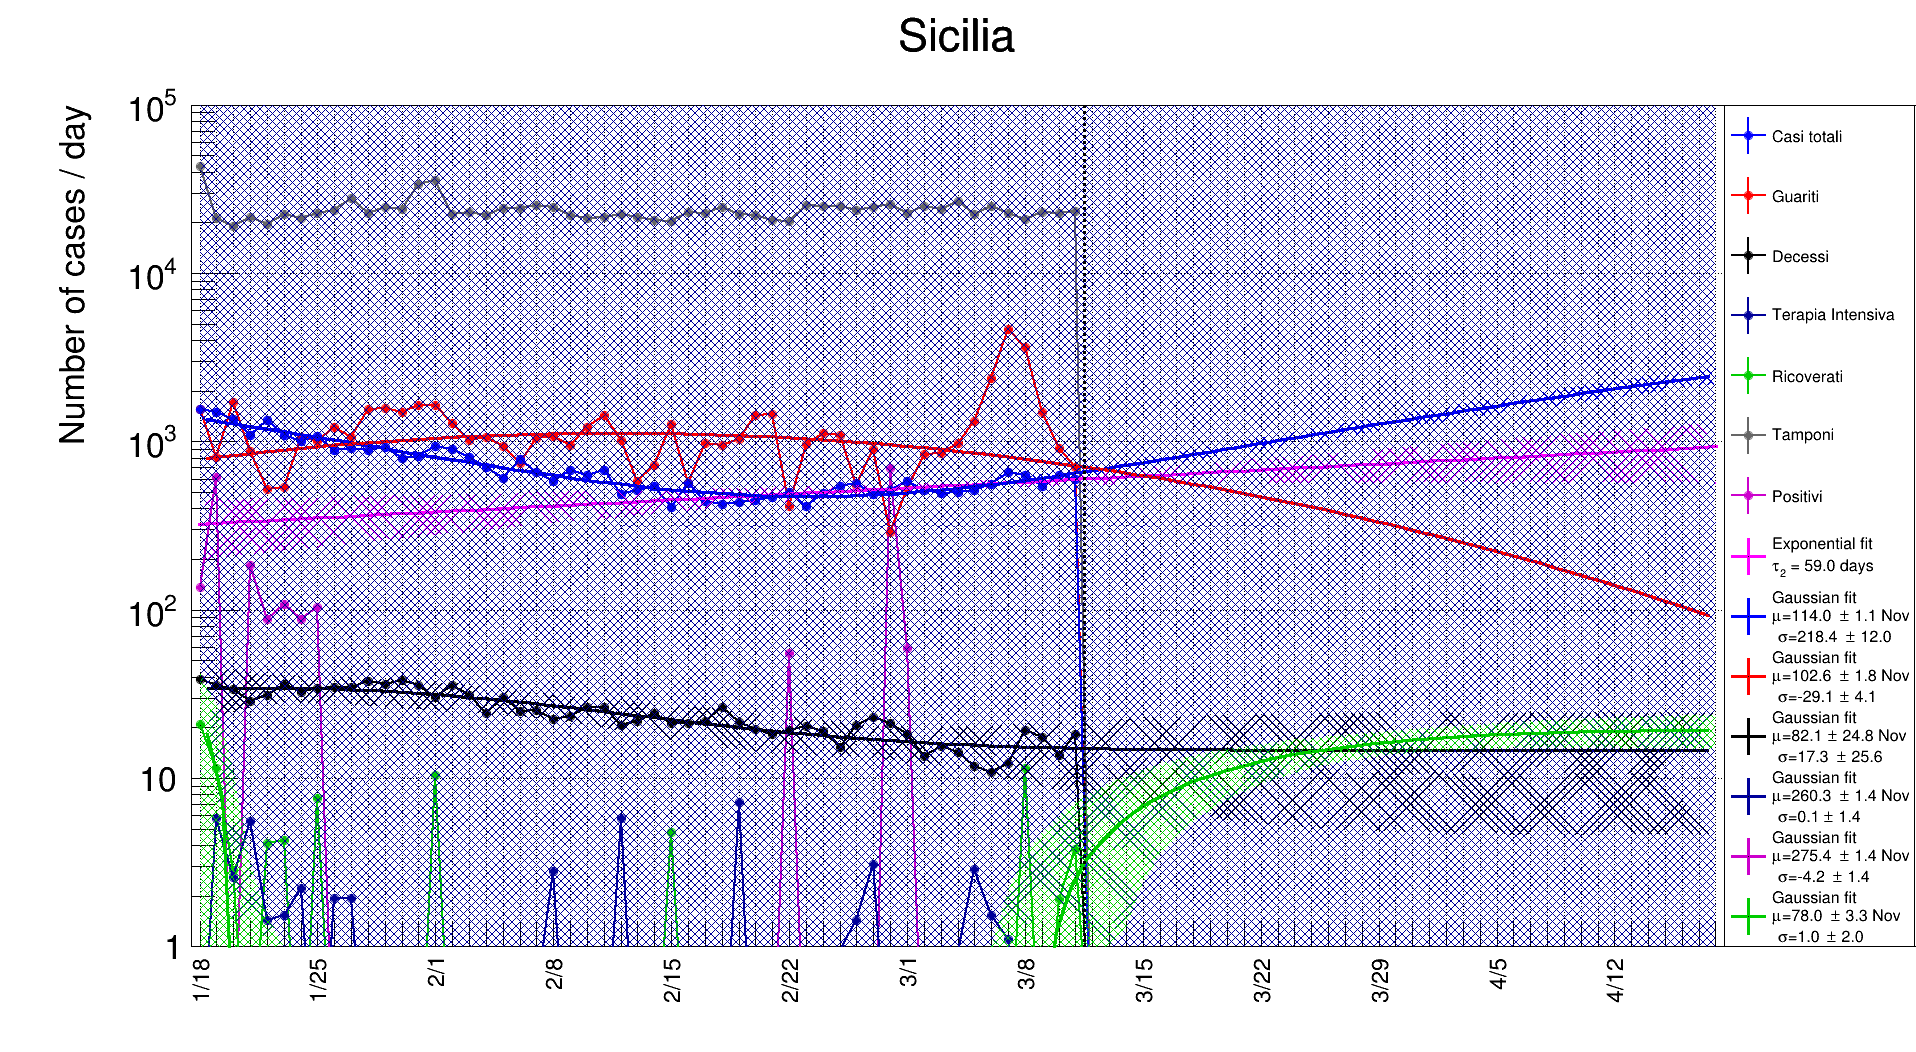 Sicilia
Number of cases / day
10^5
10^4
10^3
10^2
10
1
1/18
1/25
2/1
2/8
2/15
2/22
3/1
3/8
3/15
3/22
3/29
4/5
4/12
Casi totali
Guariti
Decessi
Terapia Intensiva
Ricoverati
Tamponi
Positivi
Exponential fit
τ₂ = 59.0 days
Gaussian fit
μ=114.0 ± 1.1 Nov
σ=218.4 ± 12.0
Gaussian fit
μ=102.6 ± 1.8 Nov
σ=-29.1 ± 4.1
Gaussian fit
μ=82.1 ± 24.8 Nov
σ=17.3 ± 25.6
Gaussian fit
μ=260.3 ± 1.4 Nov
σ=0.1 ± 1.4
Gaussian fit
μ=275.4 ± 1.4 Nov
σ=-4.2 ± 1.4
Gaussian fit
μ=78.0 ± 3.3 Nov
σ=1.0 ± 2.0